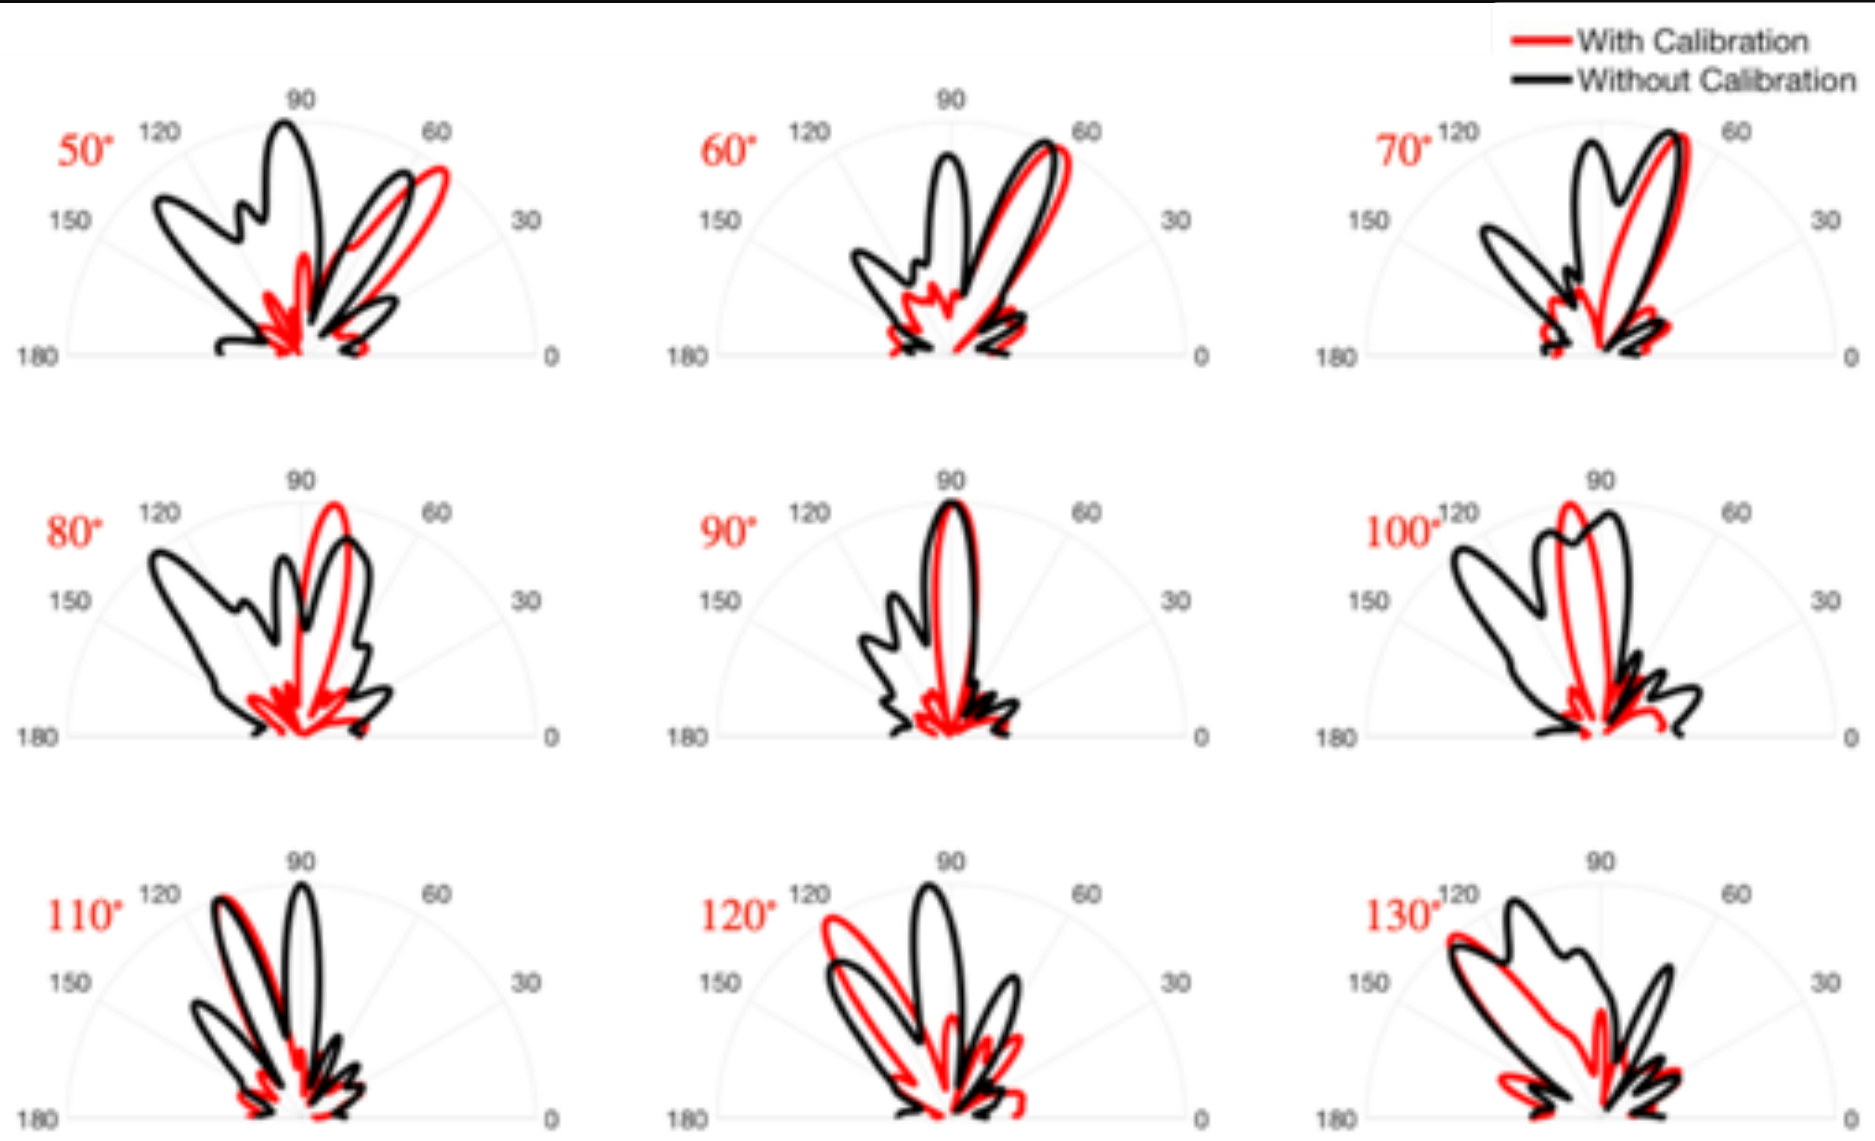 With Calibration
Without Calibration
50° 120 90 60 150 30 180 0
60° 120 90 60 150 30 180 0
70° 120 60 150 30 180 0
80° 120 90 60 150 30 180 0
90° 120 90 60 150 30 180 0
100° 120 90 60 150 30 180 0
110° 120 90 60 150 30 180 0
120° 120 90 60 150 30 180 0
130° 120 90 60 150 30 180 0